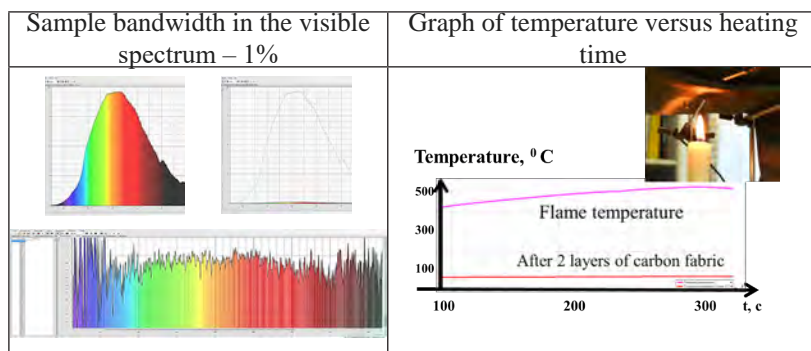 Sample bandwidth in the visible
spectrum – 1%
Graph of temperature versus heating
time
Temperature, ⁰ C
500
Flame temperature
300
After 2 layers of carbon fabric
100
100 200 300 t, c